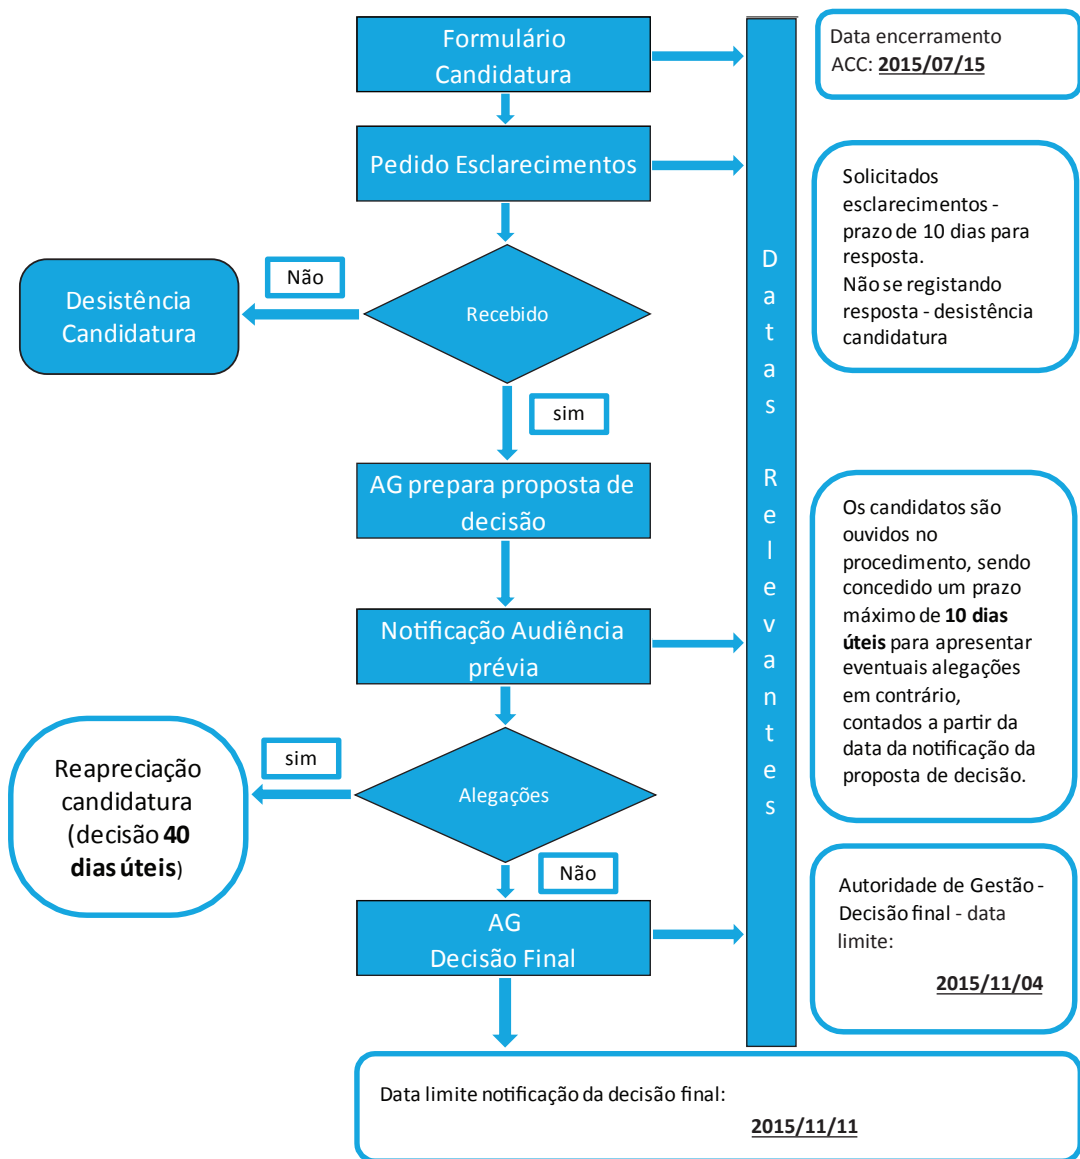 Formulário
Candidatura
Data encerramento
ACC: 2015/07/15
Pedido Esclarecimentos
Solicitados
esclarecimentos -
prazo de 10 dias para
resposta.
Não se registando
resposta - desistência
candidatura
Não
Desistência
Candidatura
Recebido
sim
Datas Relevantes
AG prepara proposta de
decisão
Os candidatos são
ouvidos no
procedimento, sendo
concedido um prazo
máximo de 10 dias
úteis para apresentar
eventuais alegações
em contrário,
contados a partir da
data da notificação da
proposta de decisão.
Notificação Audiência
prévia
sim
Reapreciação
candidatura
(decisão 40
dias úteis)
Alegações
Não
AG
Decisão Final
Autoridade de Gestão -
Decisão final - data
limite:
2015/11/04
Data limite notificação da decisão final:
2015/11/11